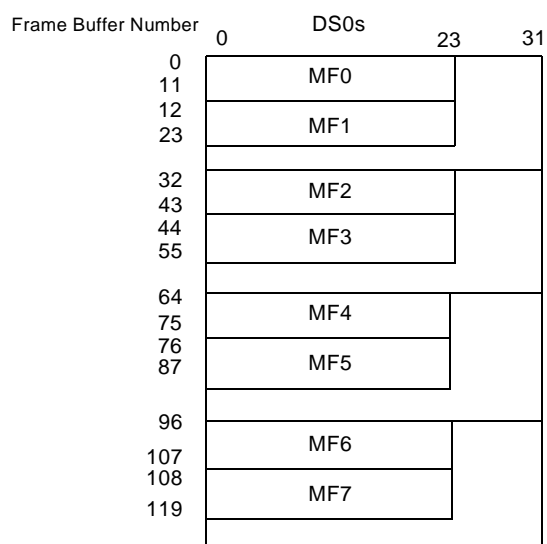 Frame Buffer Number 0 DS0s 23 31
0
11 MF0
12
23 MF1
32
43 MF2
44
55 MF3
64
75 MF4
76
87 MF5
96
107 MF6
108
119 MF7